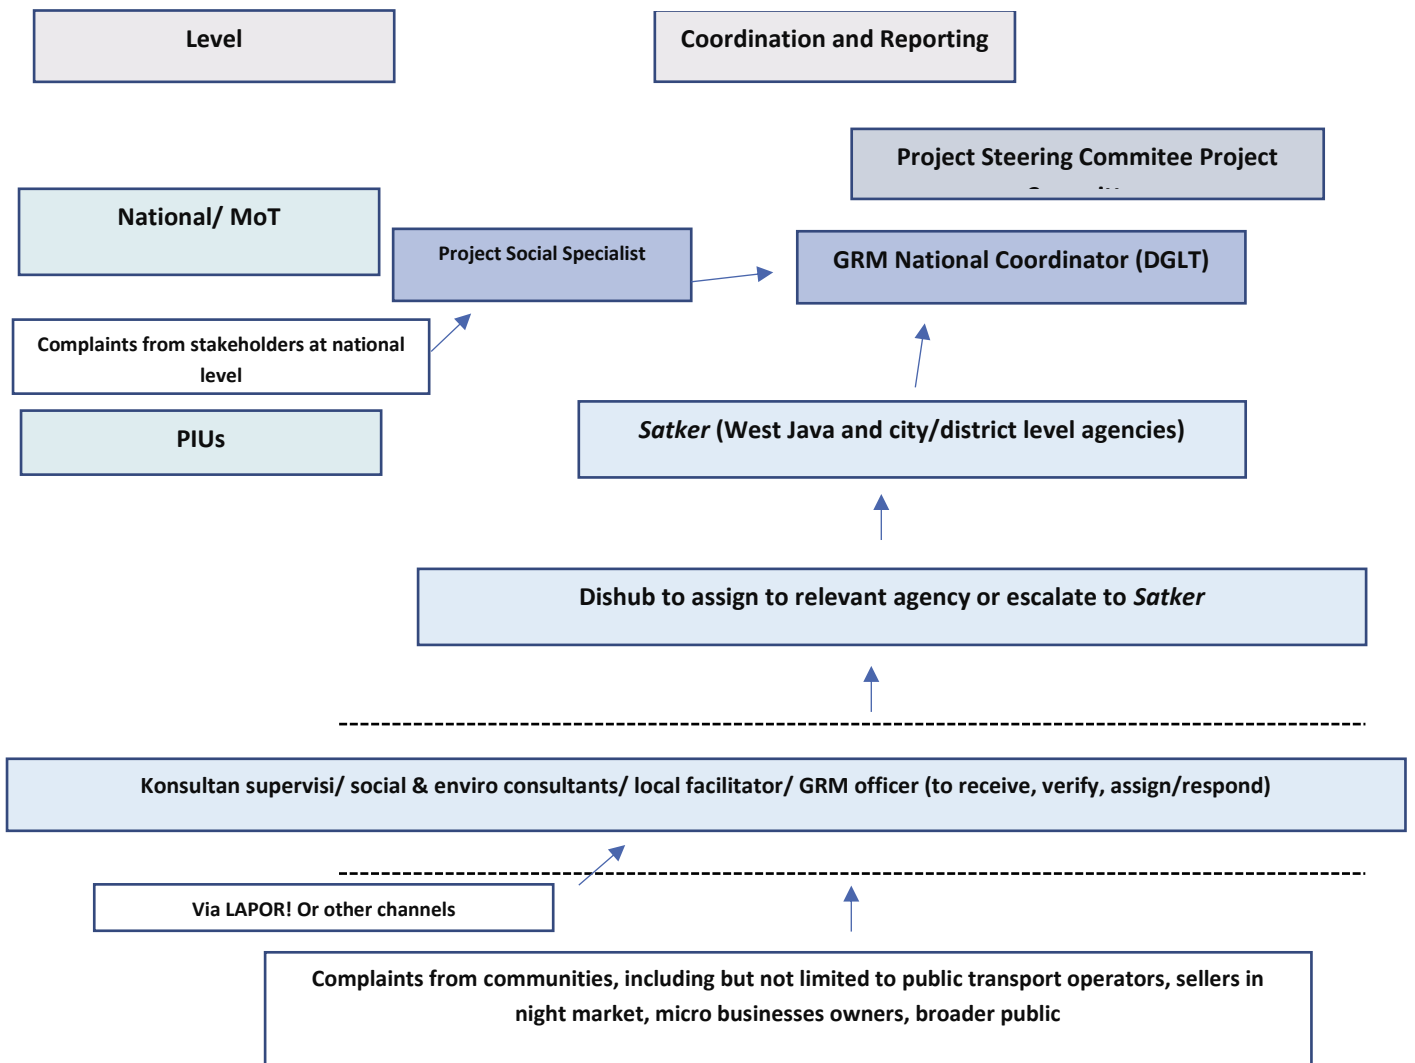 Level
Coordination and Reporting
Project Steering Commitee Project
National/ MoT
Project Social Specialist
GRM National Coordinator (DGLT)
Complaints from stakeholders at national
level
PIUs
Satker (West Java and city/district level agencies)
Dishub to assign to relevant agency or escalate to Satker
Konsultan supervisi/ social & enviro consultants/ local facilitator/ GRM officer (to receive, verify, assign/respond)
Via LAPOR! Or other channels
Complaints from communities, including but not limited to public transport operators, sellers in
night market, micro businesses owners, broader public